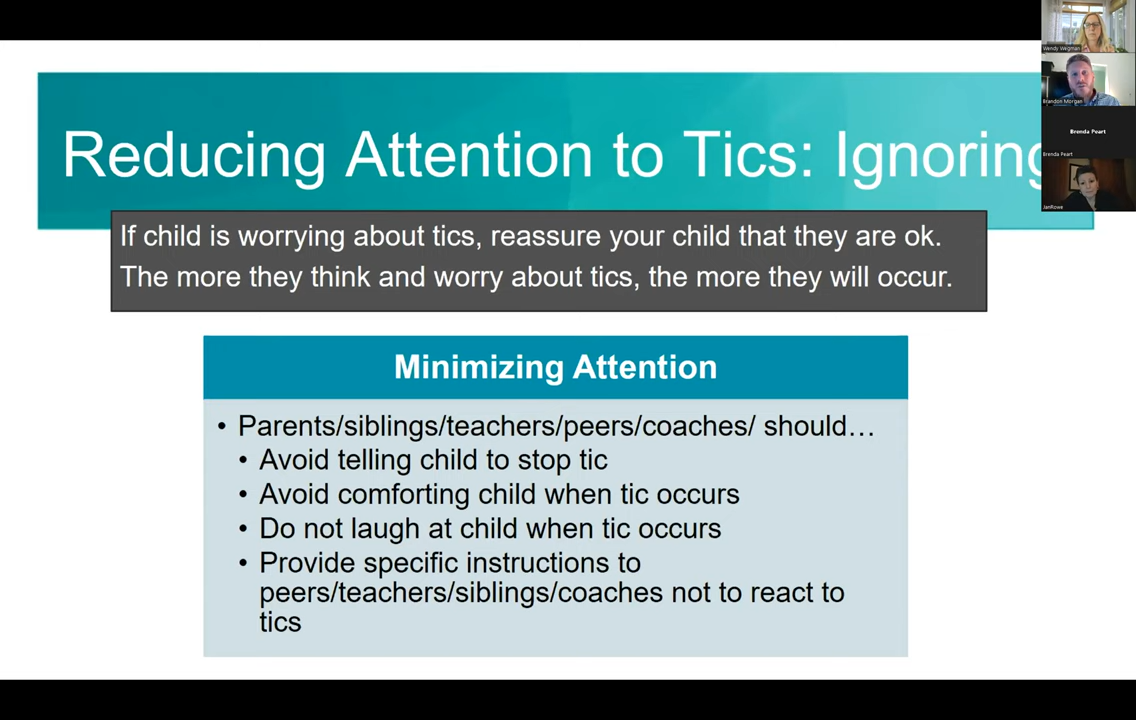 Reducing Attention to Tics: Ignoring
If child is worrying about tics, reassure your child that they are ok.
The more they think and worry about tics, the more they will occur.
Minimizing Attention
• Parents/siblings/teachers/peers/coaches/ should…
• Avoid telling child to stop tic
• Avoid comforting child when tic occurs
• Do not laugh at child when tic occurs
• Provide specific instructions to
peers/teachers/siblings/coaches not to react to
tics
Wendy Wegman
Brandon Morgan
Brenda Peart
Brenda Peart
JanRowe